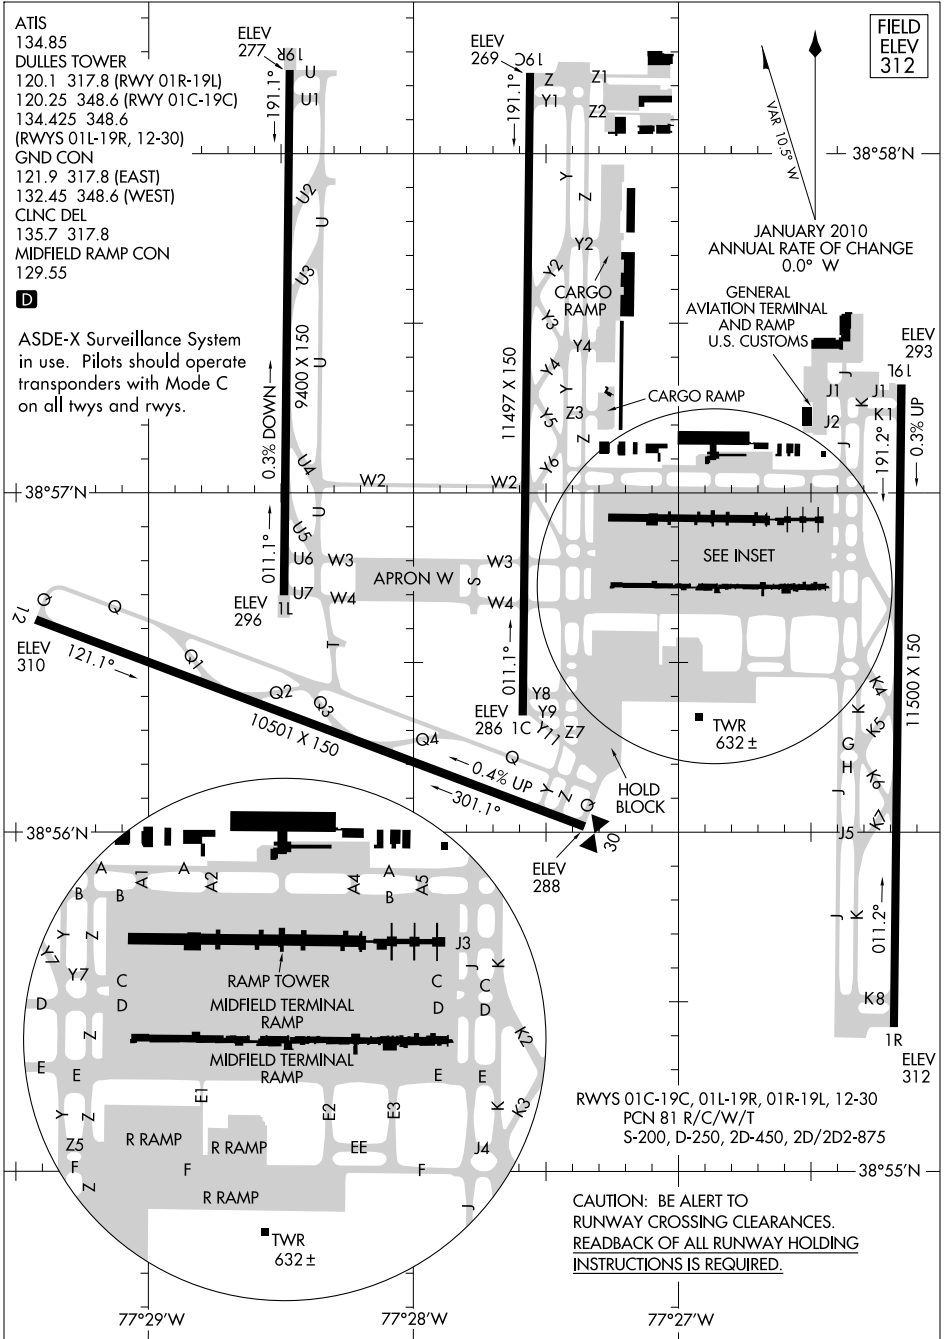 ATIS
134.85
DULLES TOWER
120.1 317.8 (RWY 01R-19L)
120.25 348.6 (RWY 01C-19C)
134.425 348.6
(RWYS 01L-19R, 12-30)
GND CON
121.9 317.8 (EAST)
132.45 348.6 (WEST)
CLNC DEL
135.7 317.8
MIDFIELD RAMP CON
129.55
D
ASDE-X Surveillance System
in use. Pilots should operate
transponders with Mode C
on all twys and rwys.
ELEV
277
19R
U
U1
191.1°
U2
U
U3
U
9400 X 150
0.3% DOWN
U4
U
U5
U6
U7
011.1°
ELEV
296
1L
W2
W2
W3
W3
W4
W4
APRON W
S
T
ELEV
269
19C
191.1°
Z
Z1
Y1
Z2
Y
Z
Y2
Y2
CARGO
RAMP
Y3
Y4
Y4
Y
Y5
Z3
Z
Y6
CARGO RAMP
11497 X 150
011.1°
ELEV
286
1C
Y8
Y9
Y11
Z7
FIELD
ELEV
312
VAR 10.5° W
38°58'N
JANUARY 2010
ANNUAL RATE OF CHANGE
0.0° W
GENERAL
AVIATION TERMINAL
AND RAMP
U.S. CUSTOMS
ELEV
293
19L
J
J1
J1
K
K1
J2
J
191.2°
0.3% UP
38°57'N
SEE INSET
11500 X 150
TWR
632 ±
K4
K
K5
G
H
K6
J
K7
J5
J
K
011.2°
K8
1R
ELEV
312
12
Q
Q
ELEV
310
121.1°
Q1
Q2
Q3
10501 X 150
Q4
Q
0.4% UP
301.1°
Y
Z
Q
30
HOLD
BLOCK
ELEV
288
38°56'N
A
A1
A
A2
A4
A
A5
B
B
B
Y
Z
Y7
Y7
J3
J
K
C
RAMP TOWER
C
C
D
D
MIDFIELD TERMINAL
RAMP
D
D
Z
K2
MIDFIELD TERMINAL
RAMP
E
E
E
E
E1
E2
E3
K
K3
Y
Z
Z5
R RAMP
R RAMP
EE
J4
F
F
F
Z
R RAMP
J
TWR
632 ±
RWYS 01C-19C, 01L-19R, 01R-19L, 12-30
PCN 81 R/C/W/T
S-200, D-250, 2D-450, 2D/2D2-875
38°55'N
CAUTION: BE ALERT TO
RUNWAY CROSSING CLEARANCES.
READBACK OF ALL RUNWAY HOLDING
INSTRUCTIONS IS REQUIRED.
77°29'W
77°28'W
77°27'W